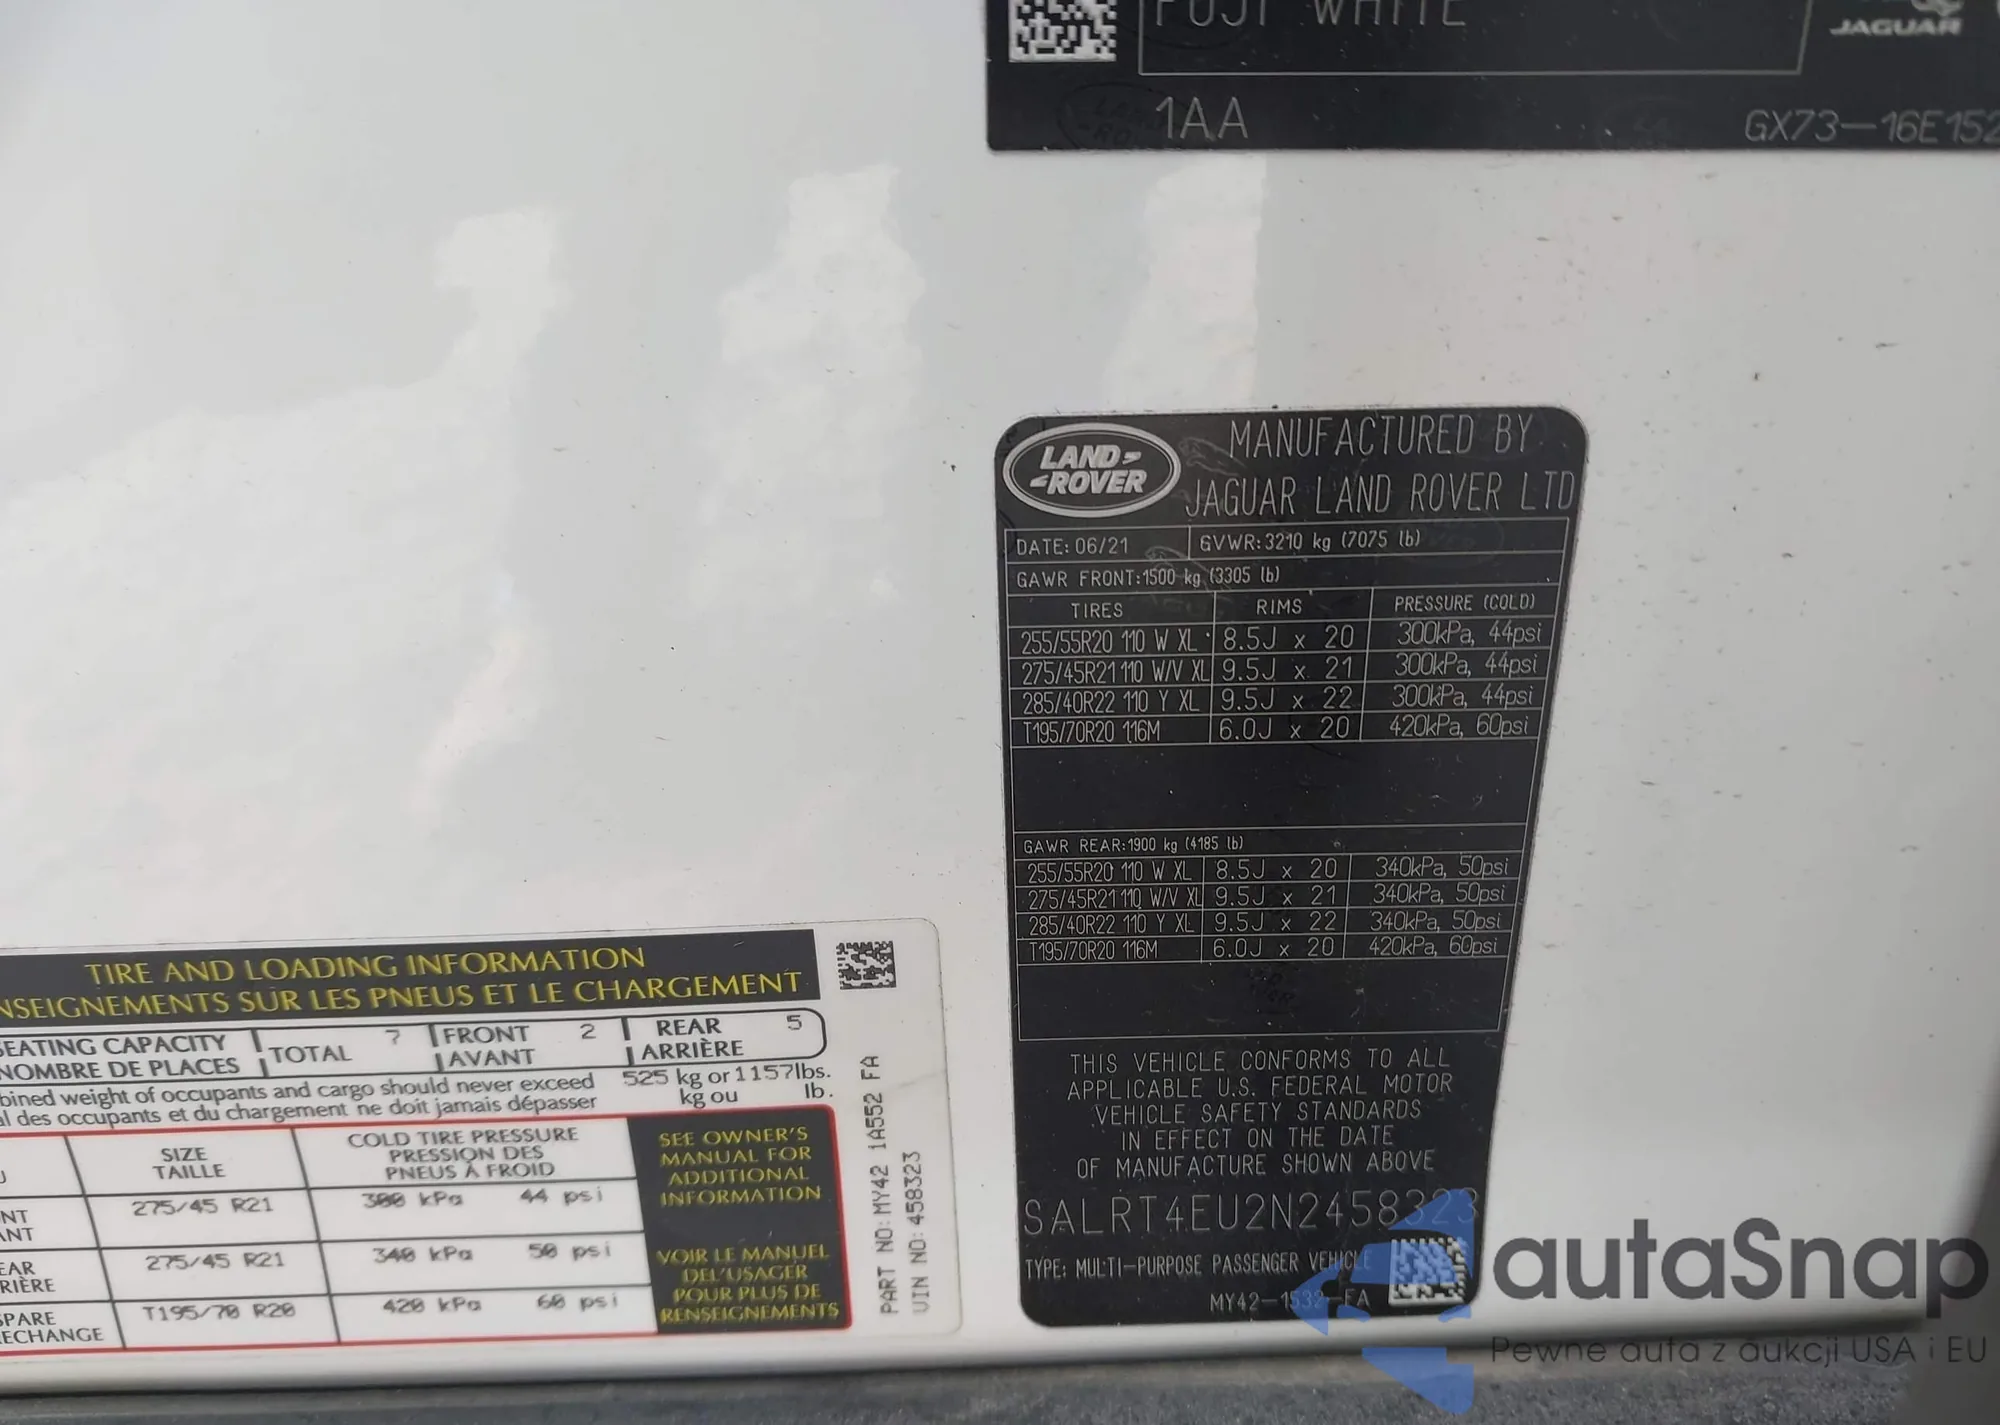 FUJI WHITE
JAGUAR
1AA
GX73-16E152
LAND ROVER
MANUFACTURED BY
JAGUAR LAND ROVER LTD
DATE: 06/21 GVWR: 3210 kg (7075 lb)
GAWR FRONT: 1500 kg (3305 lb)
TIRES RIMS PRESSURE (COLD)
255/55R20 110 W XL 8.5J x 20 300kPa, 44psi
275/45R21 110 W/V XL 9.5J x 21 300kPa, 44psi
285/40R22 110 Y XL 9.5J x 22 300kPa, 44psi
T195/70R20 116M 6.0J x 20 420kPa, 60psi
GAWR REAR: 1900 kg (4185 lb)
255/55R20 110 W XL 8.5J x 20 340kPa, 50psi
275/45R21 110 W/V XL 9.5J x 21 340kPa, 50psi
285/40R22 110 Y XL 9.5J x 22 340kPa, 50psi
T195/70R20 116M 6.0J x 20 420kPa, 60psi
THIS VEHICLE CONFORMS TO ALL
APPLICABLE U.S. FEDERAL MOTOR
VEHICLE SAFETY STANDARDS
IN EFFECT ON THE DATE
OF MANUFACTURE SHOWN ABOVE
SALRT4EU2N2458323
TYPE: MULTI-PURPOSE PASSENGER VEHICLE
MY42-1532-FA
TIRE AND LOADING INFORMATION
NSEIGNEMENTS SUR LES PNEUS ET LE CHARGEMENT
SEATING CAPACITY TOTAL 7 FRONT 2 REAR 5
NOMBRE DE PLACES AVANT ARRIÈRE
bined weight of occupants and cargo should never exceed 525 kg or 1157 lbs.
al des occupants et du chargement ne doit jamais dépasser kg ou lb.
SIZE COLD TIRE PRESSURE
TAILLE PRESSION DES
PNEUS À FROID
NT 275/45 R21 300 kPa 44 psi
ANT
EAR 275/45 R21 340 kPa 50 psi
RIÈRE
SPARE T195/70 R20 420 kPa 60 psi
ECHANGE
SEE OWNER'S
MANUAL FOR
ADDITIONAL
INFORMATION
VOIR LE MANUEL
DEL'USAGER
POUR PLUS DE
RENSEIGNEMENTS
PART NO: MY42 1A552 FA
VIN NO: 458323
autaSnap
Pewne auta z aukcji USA i EU